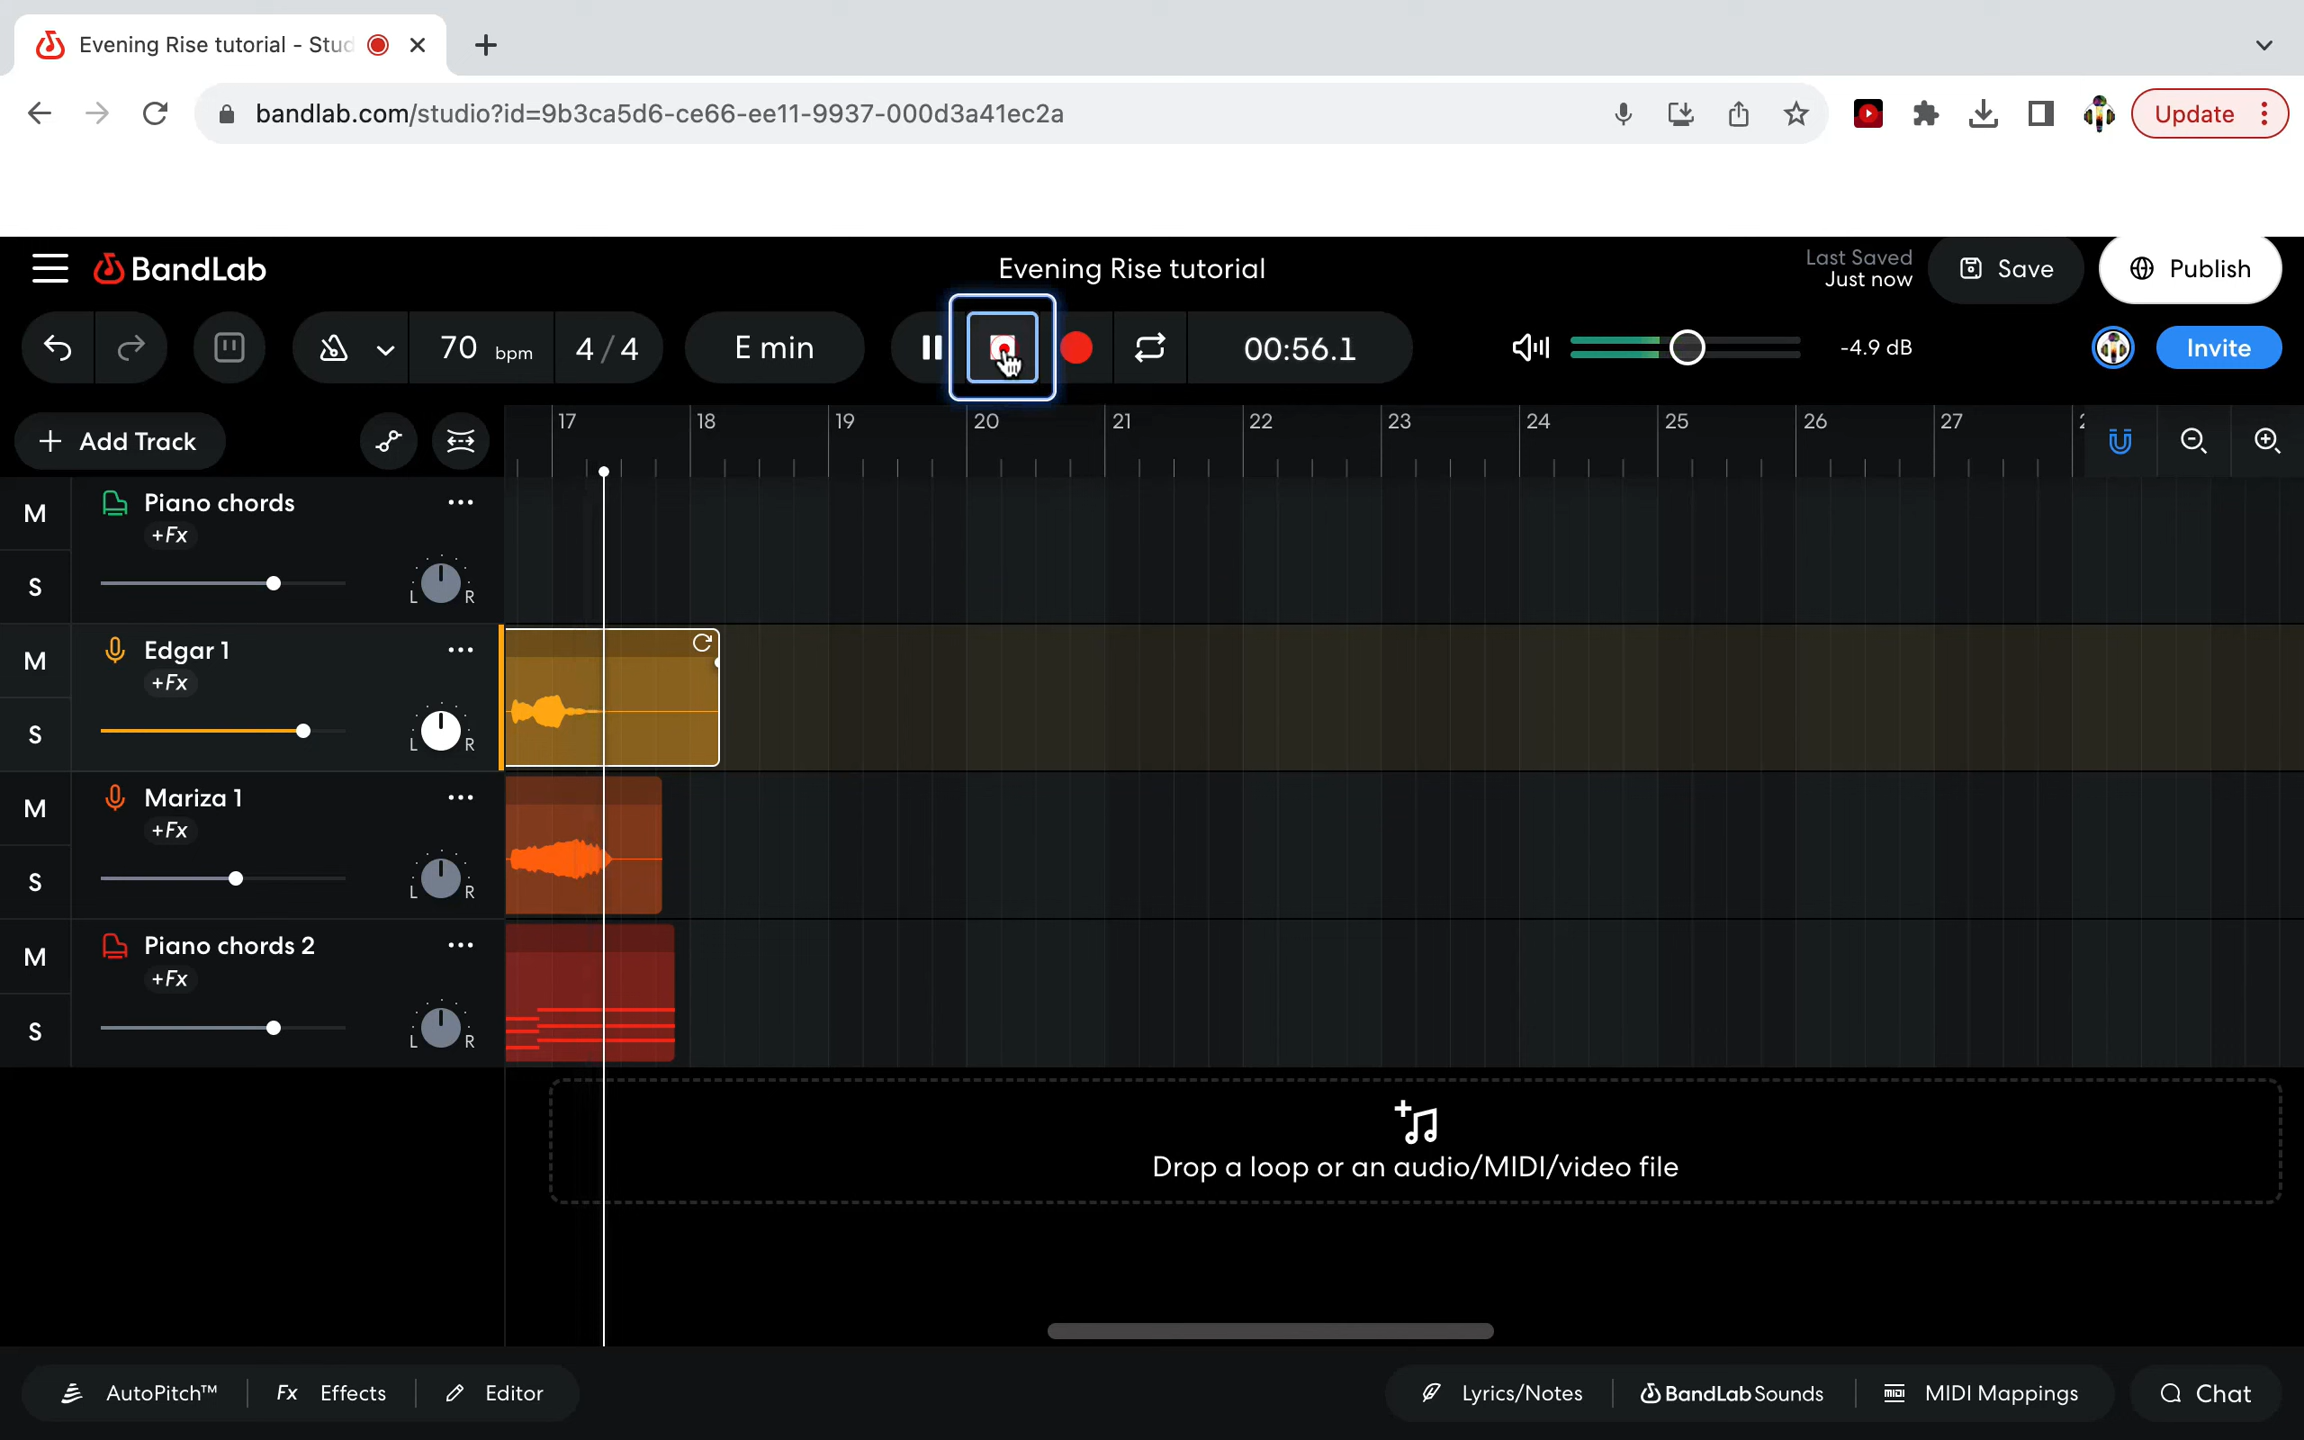 Evening Rise tutorial - Stud
bandlab.com/studio?id=9b3ca5d6-ce66-ee11-9937-000d3a41ec2a
Update
BandLab
Evening Rise tutorial
Last Saved
Just now
Save
Publish
70 bpm
4/4
E min
00:56.1
-4.9 dB
Invite
+ Add Track
17 18 19 20 21 22 23 24 25 26 27
M
Piano chords
+Fx
S
L R
M
Edgar 1
+Fx
S
L R
M
Mariza 1
+Fx
S
L R
M
Piano chords 2
+Fx
S
L R
Drop a loop or an audio/MIDI/video file
AutoPitch™
Fx Effects
Editor
Lyrics/Notes
BandLab Sounds
MIDI MIDI Mappings
Chat